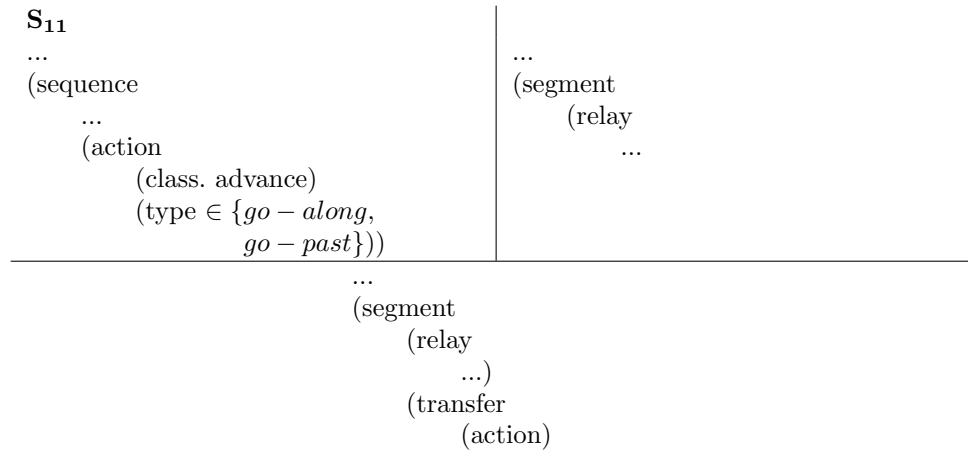 S₁₁
...
(sequence
...
(action
(class. advance)
(type ∈ {go − along,
go − past}))
...
(segment
(relay
...
...
(segment
(relay
...)
(transfer
(action)